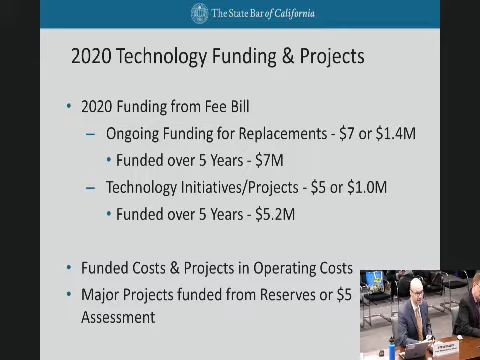 The State Bar of California
2020 Technology Funding & Projects
• 2020 Funding from Fee Bill
– Ongoing Funding for Replacements - $7 or $1.4M
• Funded over 5 Years - $7M
– Technology Initiatives/Projects - $5 or $1.0M
• Funded over 5 Years - $5.2M
• Funded Costs & Projects in Operating Costs
• Major Projects funded from Reserves or $5
Assessment